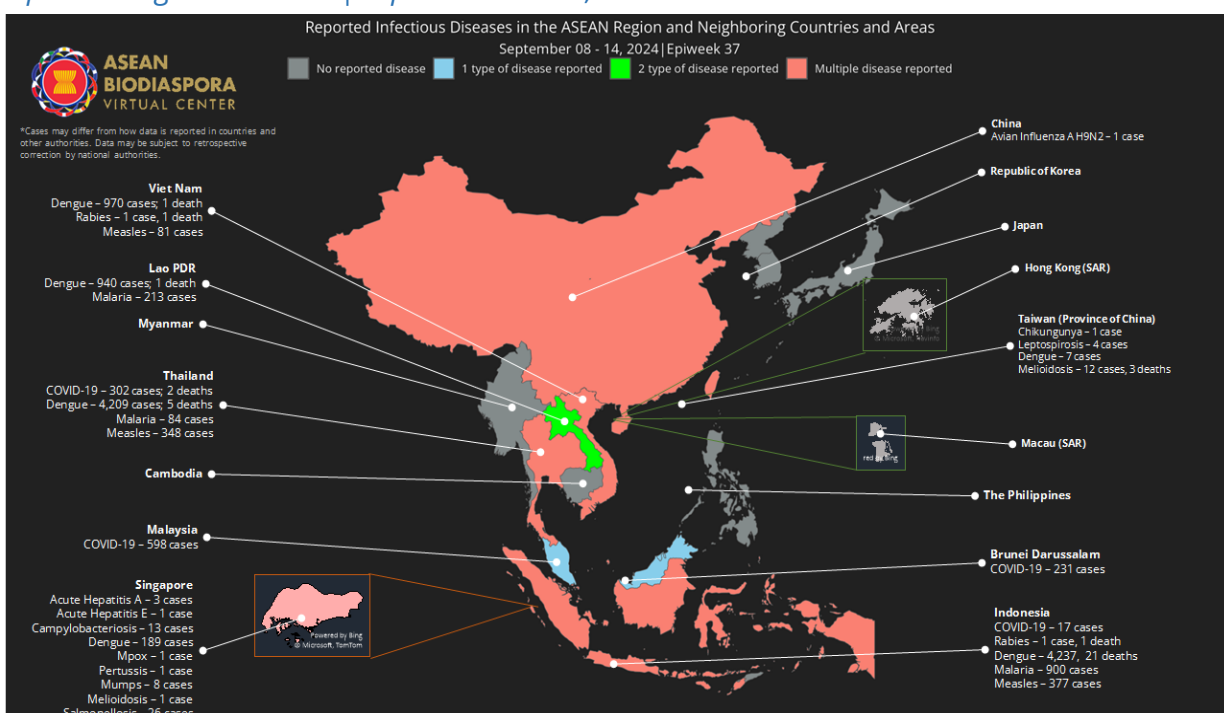 Reported Infectious Diseases in the ASEAN Region and Neighboring Countries and Areas
September 08 - 14, 2024|Epiweek 37
No reported disease
1 type of disease reported
2 type of disease reported
Multiple disease reported
ASEAN
BIODIASPORA
VIRTUAL CENTER
*Cases may differ from how data is reported in countries and
other authorities. Data may be subject to retrospective
correction by national authorities.
Viet Nam
Dengue – 970 cases; 1 death
Rabies – 1 case, 1 death
Measles – 81 cases
Lao PDR
Dengue – 940 cases; 1 death
Malaria – 213 cases
Myanmar
Thailand
COVID-19 – 302 cases; 2 deaths
Dengue – 4,209 cases; 5 deaths
Malaria – 84 cases
Measles – 348 cases
Cambodia
Malaysia
COVID-19 – 598 cases
Singapore
Acute Hepatitis A – 3 cases
Acute Hepatitis E – 1 case
Campylobacteriosis – 13 cases
Dengue – 189 cases
Mpox – 1 case
Pertussis – 1 case
Mumps – 8 cases
Melioidosis – 1 case
Salmonellosis – 26 cases
Powered by Bing
© Microsoft, TomTom
China
Avian Influenza A H9N2 – 1 case
Republic of Korea
Japan
Hong Kong (SAR)
Taiwan (Province of China)
Chikungunya – 1 case
Leptospirosis – 4 cases
Dengue – 7 cases
Melioidosis – 12 cases, 3 deaths
Macau (SAR)
red by Bing
The Philippines
Brunei Darussalam
COVID-19 – 231 cases
Indonesia
COVID-19 – 17 cases
Rabies – 1 case, 1 death
Dengue – 4,237, 21 deaths
Malaria – 900 cases
Measles – 377 cases